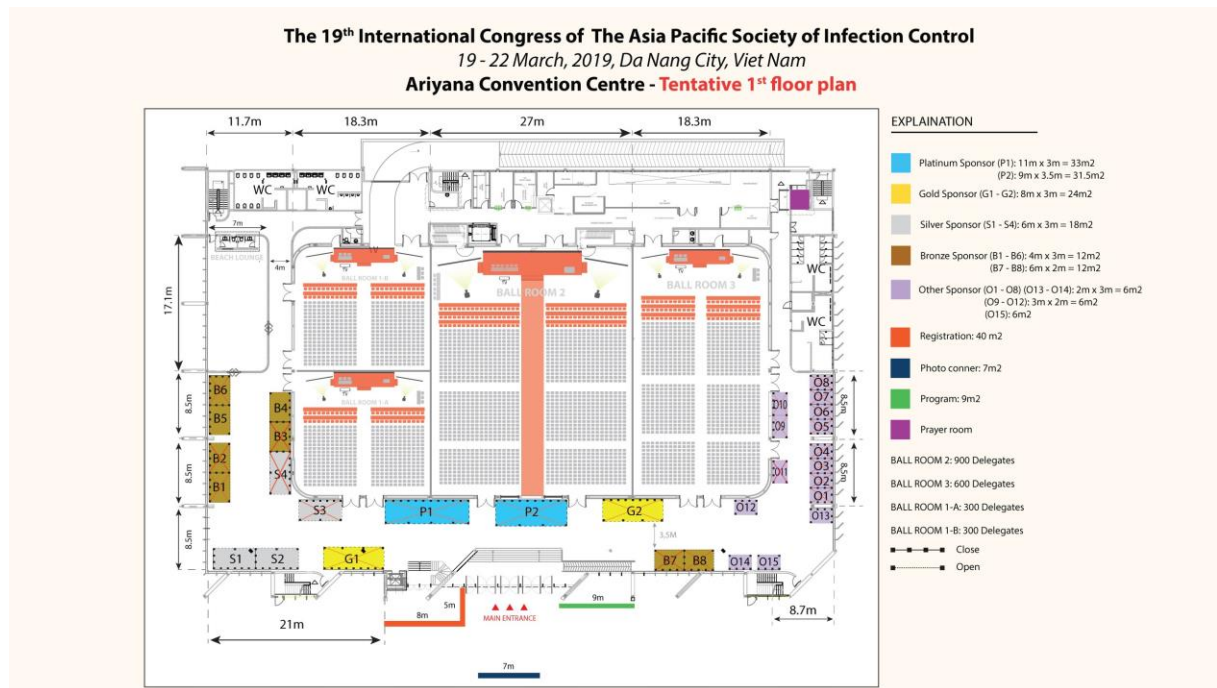 The 19th International Congress of The Asia Pacific Society of Infection Control
19 - 22 March, 2019, Da Nang City, Viet Nam
Ariyana Convention Centre - Tentative 1st floor plan
11.7m
18.3m
27m
18.3m
WC
WC
7m
BEACH LOUNGE
4m
17.1m
BALL ROOM 2
BALL ROOM 3
WC
WC
B6
B5
B4
B3
B2
B1
S4
8.5m
8.5m
8.5m
O10
O9
O11
O8
O7
O6
O5
O4
O3
O2
O1
O13
8.5m
8.5m
S3
P1
P2
G2
O12
3,5M
S1
S2
G1
B7
B8
O14
O15
5m
8m
MAIN ENTRANCE
9m
8.7m
21m
7m
EXPLAINATION
Platinum Sponsor (P1): 11m x 3m = 33m2
(P2): 9m x 3.5m = 31.5m2
Gold Sponsor (G1 - G2): 8m x 3m = 24m2
Silver Sponsor (S1 - S4): 6m x 3m = 18m2
Bronze Sponsor (B1 - B6): 4m x 3m = 12m2
(B7 - B8): 6m x 2m = 12m2
Other Sponsor (O1 - O8) (O13 - O14): 2m x 3m = 6m2
(O9 - O12): 3m x 2m = 6m2
(O15): 6m2
Registration: 40 m2
Photo conner: 7m2
Program: 9m2
Prayer room
BALL ROOM 2: 900 Delegates
BALL ROOM 3: 600 Delegates
BALL ROOM 1-A: 300 Delegates
BALL ROOM 1-B: 300 Delegates
Close
Open